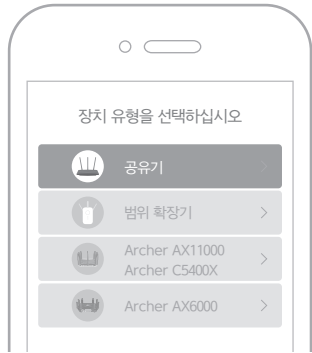 장치 유형을 선택하십시오
공유기
범위 확장기
Archer AX11000
Archer C5400X
Archer AX6000